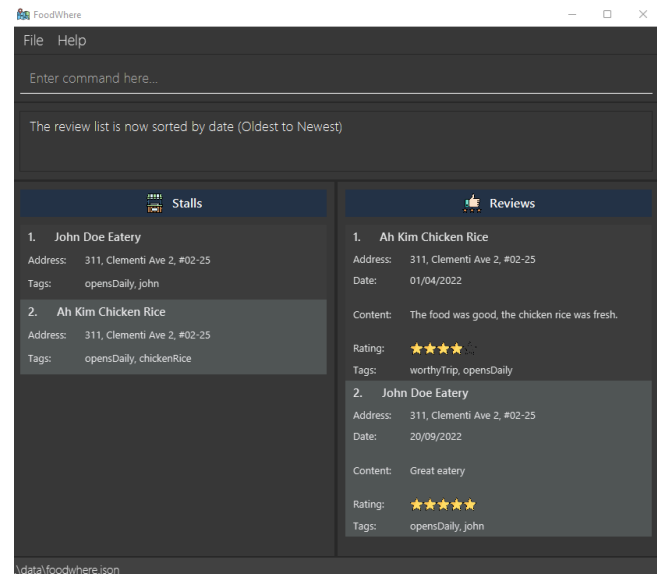 FoodWhere
File Help
Enter command here...
The review list is now sorted by date (Oldest to Newest)
Stalls
1. John Doe Eatery
Address: 311, Clementi Ave 2, #02-25
Tags: opensDaily, john
2. Ah Kim Chicken Rice
Address: 311, Clementi Ave 2, #02-25
Tags: opensDaily, chickenRice
Reviews
1. Ah Kim Chicken Rice
Address: 311, Clementi Ave 2, #02-25
Date: 01/04/2022
Content: The food was good, the chicken rice was fresh.
Rating:
Tags: worthyTrip, opensDaily
2. John Doe Eatery
Address: 311, Clementi Ave 2, #02-25
Date: 20/09/2022
Content: Great eatery
Rating:
Tags: opensDaily, john
\data\foodwhere.json